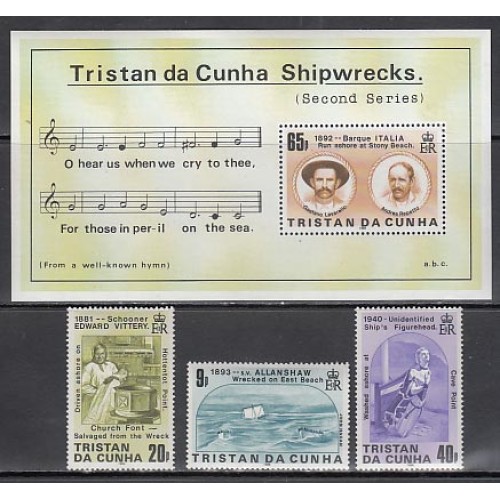 Tristan da Cunha Shipwrecks.
(Second Series)
O hear us when we cry to thee,
For those in per-il on the sea.
(From a well-known hymn)
a.b.c.
65p
1892 -- Barque ITALIA
Run ashore at Stony Beach.
E R
Gaetano Lavarello
Andrea Repetto
TRISTAN DA CUNHA
1881 -- Schooner
EDWARD VITTERY.
E R
Driven ashore on
Hottentot Point.
Church Font —
Salvaged from the Wreck
TRISTAN
DA CUNHA 20p
9p
1893 -- s.v. ALLANSHAW
Wrecked on East Beach
E R
TRISTAN DA CUNHA
1940 - Unidentified
Ship's Figurehead.
E R
Washed ashore at
Cave Point
TRISTAN
DA CUNHA 40p